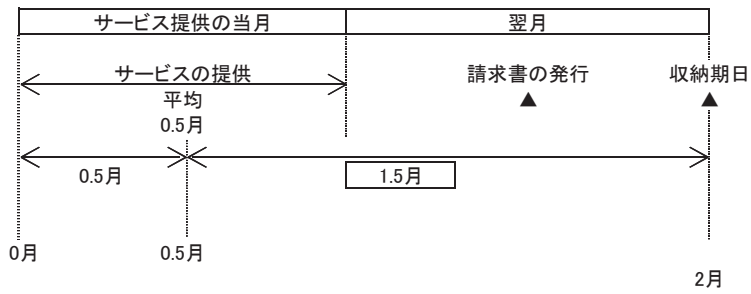 サービス提供の当月 翌月
サービスの提供 請求書の発行 収納期日
平均 ▲ ▲
0.5月
0.5月 1.5月
0月 0.5月
2月